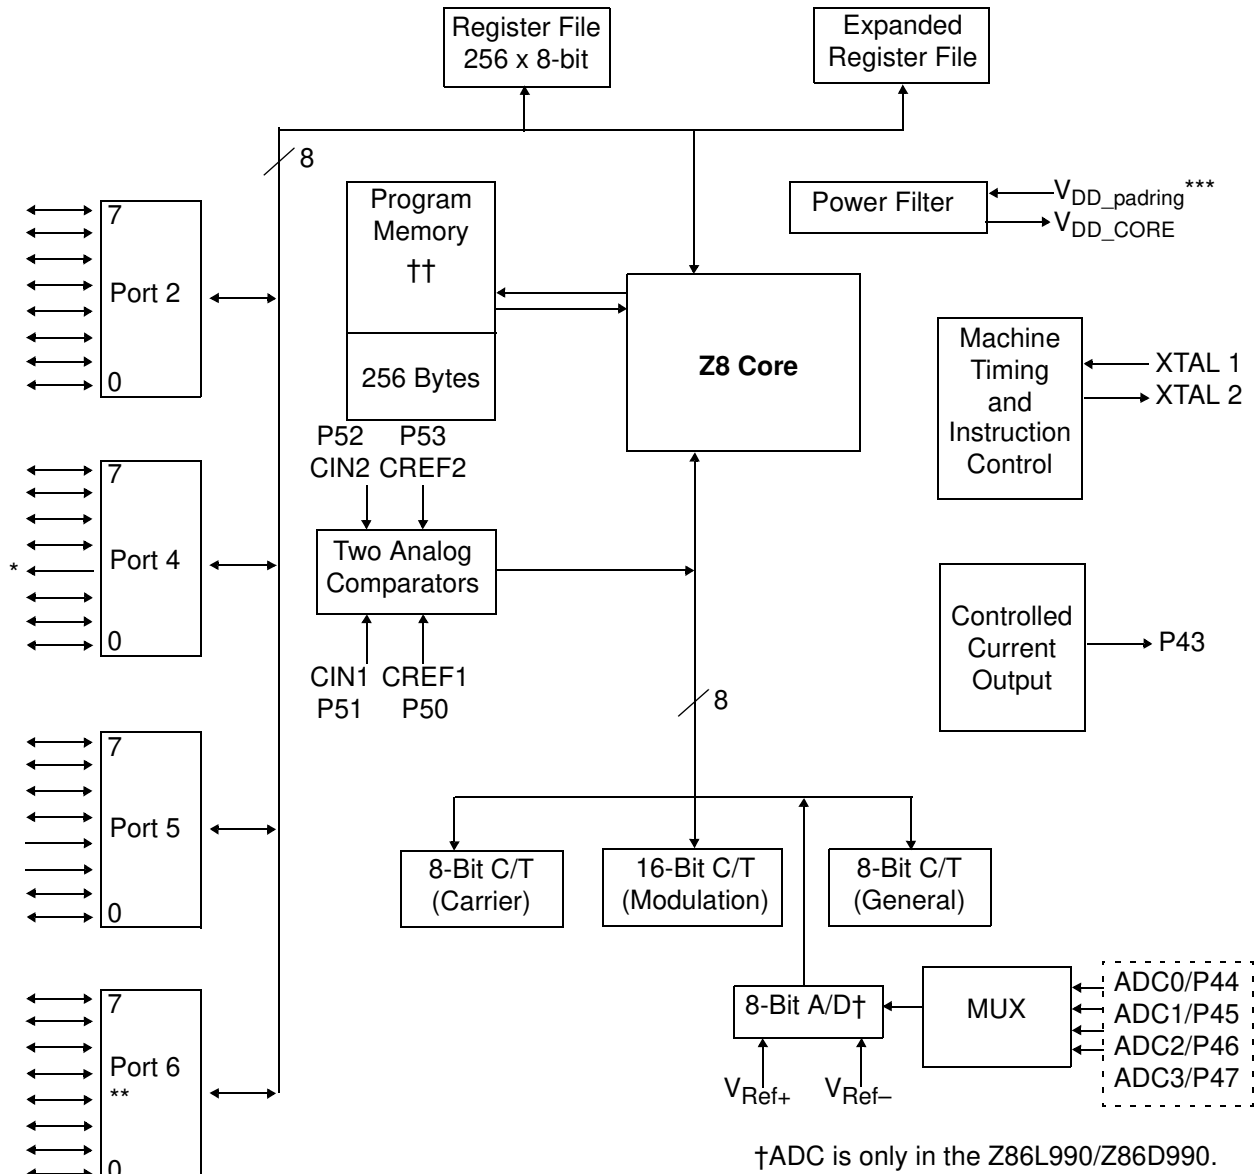 Register File
256 x 8-bit
Expanded
Register File
8
Program
Memory
††
256 Bytes
Power Filter
VDD_padring***
VDD_CORE
7
Port 2
0
Z8 Core
Machine
Timing
and
Instruction
Control
XTAL 1
XTAL 2
P52 P53
CIN2 CREF2
7
Port 4
*
0
Two Analog
Comparators
CIN1 CREF1
P51 P50
Controlled
Current
Output
P43
8
7
Port 5
0
8-Bit C/T
(Carrier)
16-Bit C/T
(Modulation)
8-Bit C/T
(General)
7
Port 6
**
0
8-Bit A/D†
MUX
ADC0/P44
ADC1/P45
ADC2/P46
ADC3/P47
VRef+ VRef–
†ADC is only in the Z86L990/Z86D990.